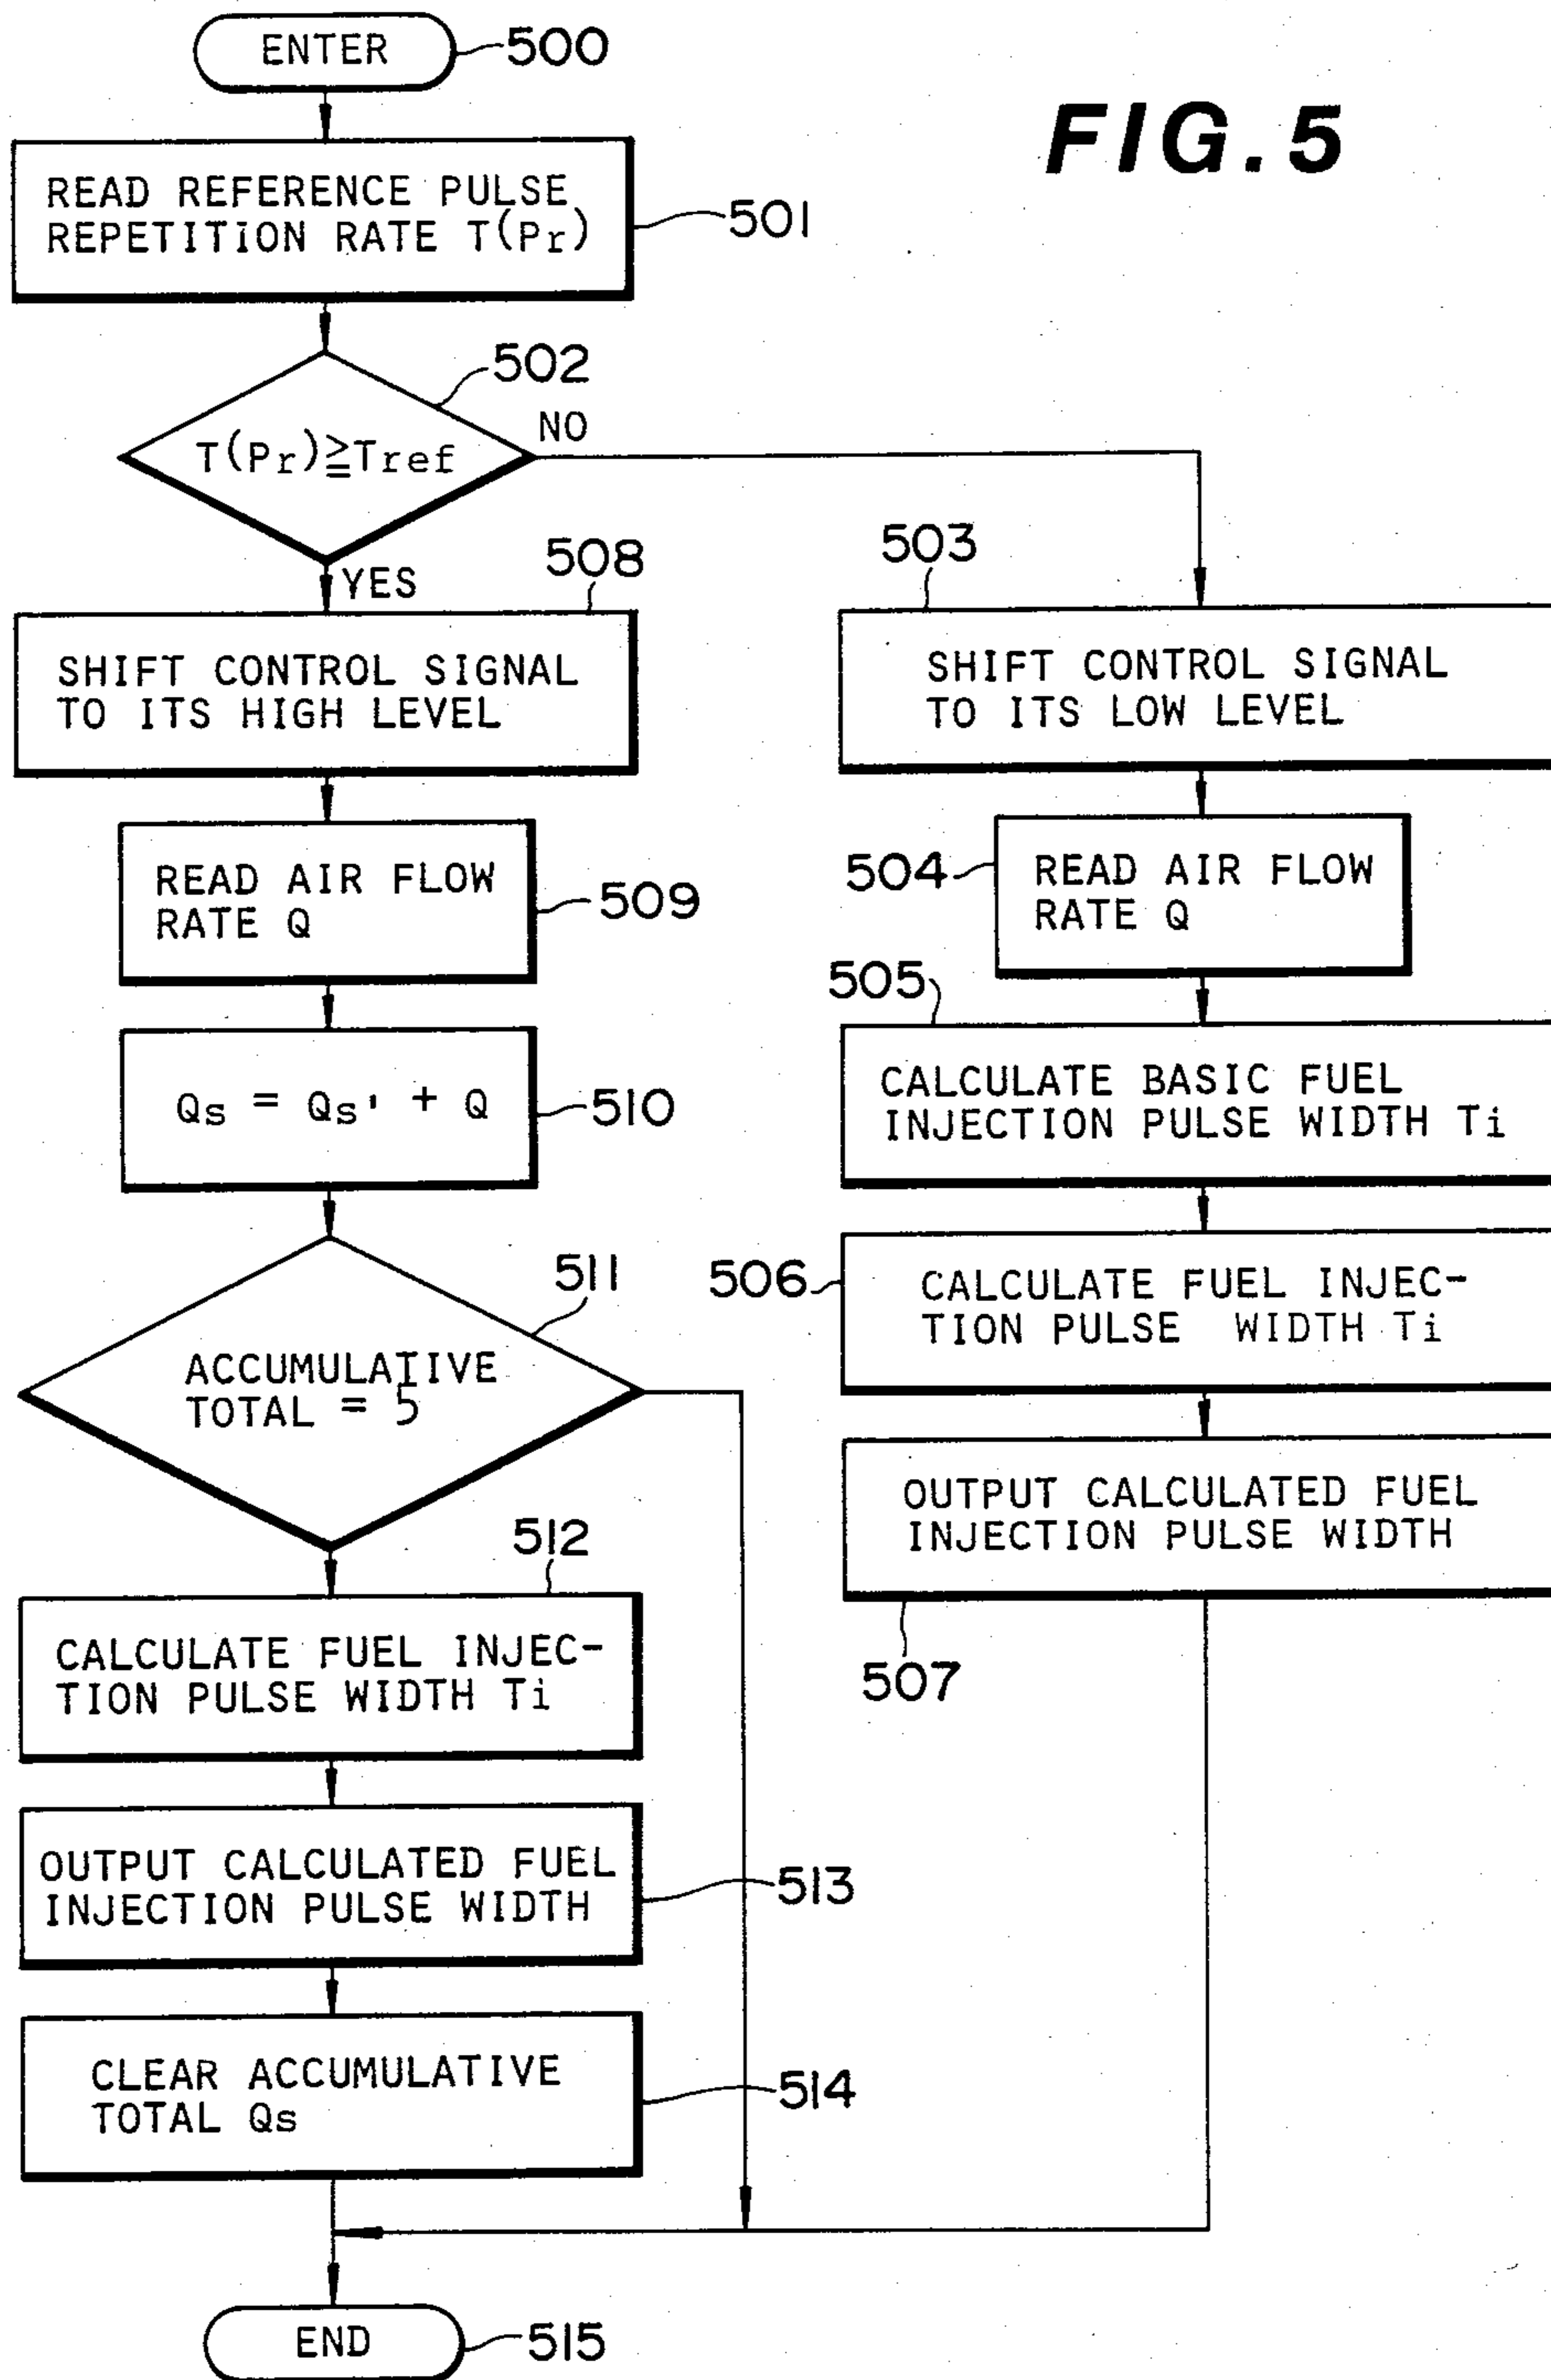 FIG.5
ENTER
500
READ REFERENCE PULSE
REPETITION RATE T(Pr)
501
502
T(Pr)≧Tref
NO
YES
508
SHIFT CONTROL SIGNAL
TO ITS HIGH LEVEL
READ AIR FLOW
RATE Q
509
Qs = Qs' + Q
510
511
ACCUMULATIVE
TOTAL = 5
512
CALCULATE FUEL INJEC-
TION PULSE WIDTH Ti
OUTPUT CALCULATED FUEL
INJECTION PULSE WIDTH
513
CLEAR ACCUMULATIVE
TOTAL Qs
514
503
SHIFT CONTROL SIGNAL
TO ITS LOW LEVEL
504
READ AIR FLOW
RATE Q
505
CALCULATE BASIC FUEL
INJECTION PULSE WIDTH Ti
506
CALCULATE FUEL INJEC-
TION PULSE WIDTH Ti
OUTPUT CALCULATED FUEL
INJECTION PULSE WIDTH
507
END
515